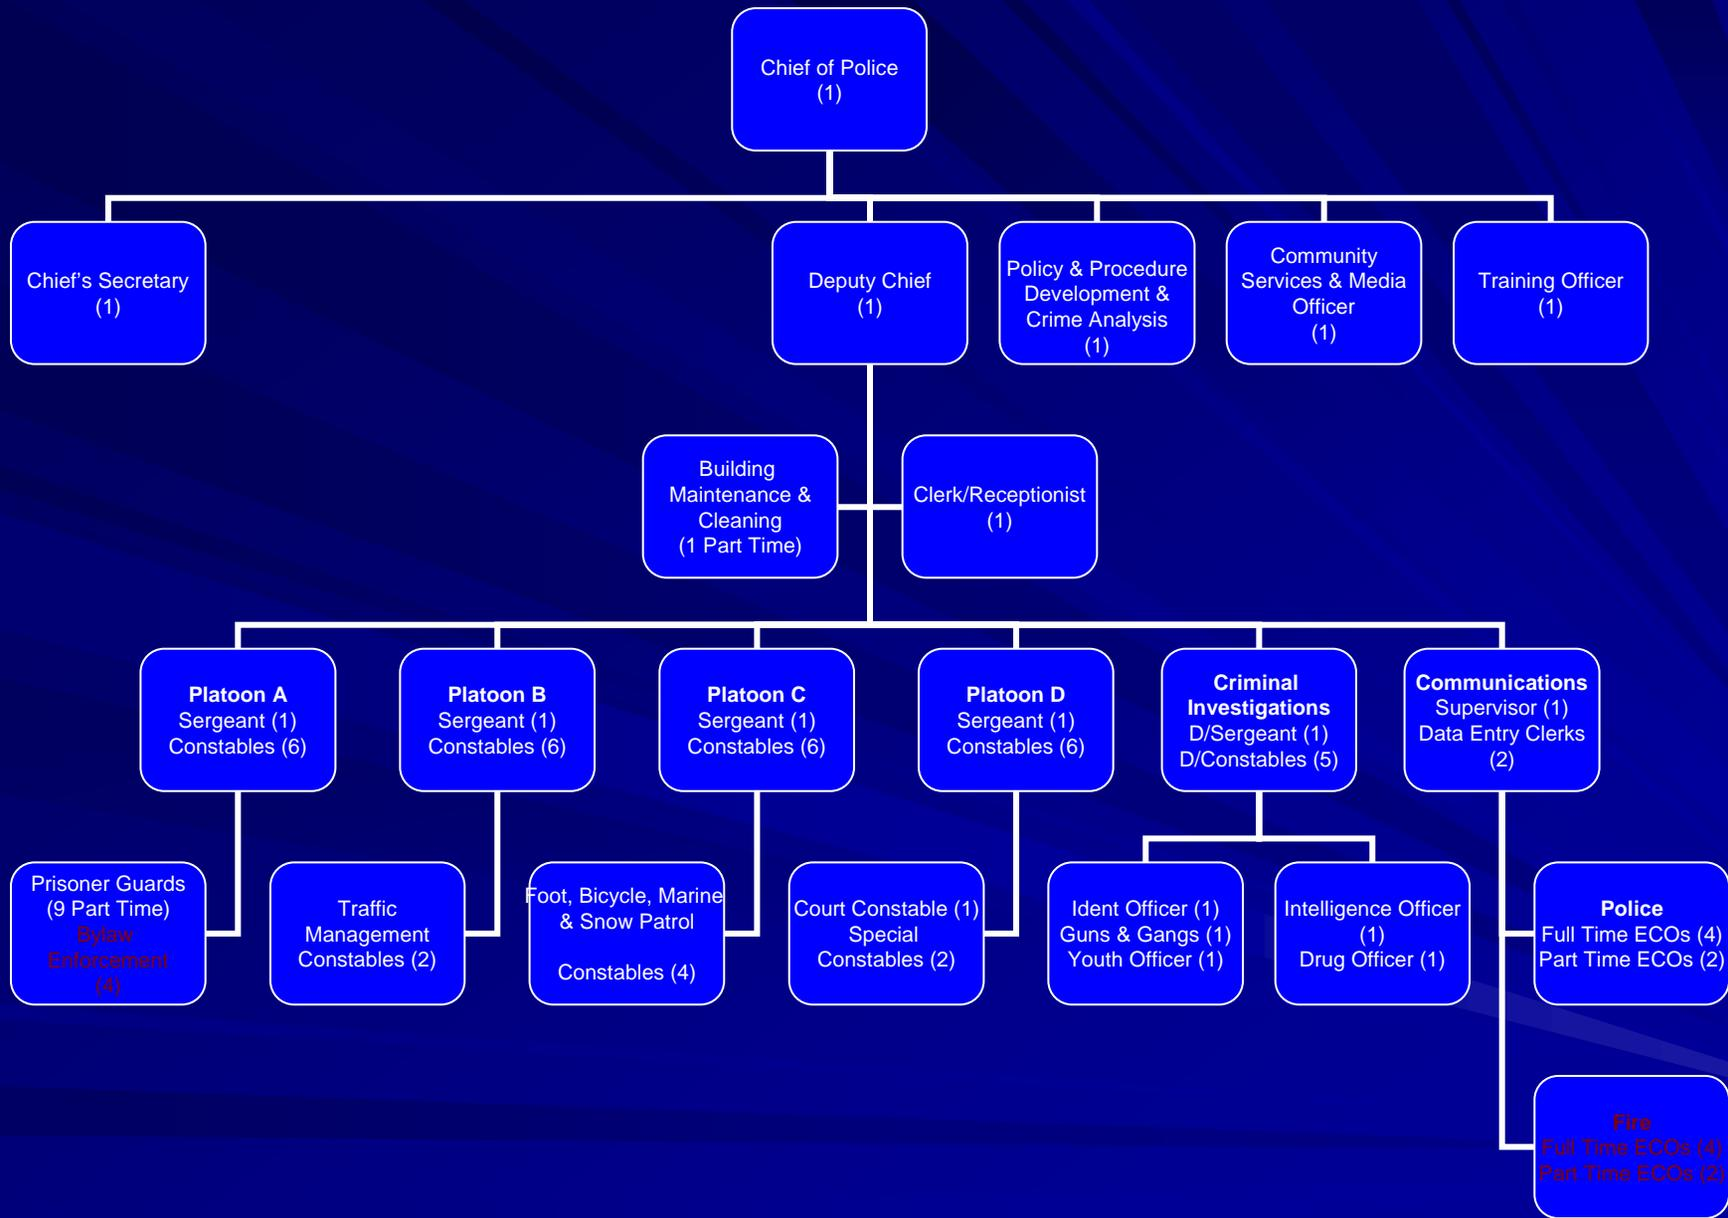 Chief of Police
(1)
Chief’s Secretary
(1)
Deputy Chief
(1)
Policy & Procedure
Development &
Crime Analysis
(1)
Community
Services & Media
Officer
(1)
Training Officer
(1)
Building
Maintenance &
Cleaning
(1 Part Time)
Clerk/Receptionist
(1)
Platoon A
Sergeant (1)
Constables (6)
Platoon B
Sergeant (1)
Constables (6)
Platoon C
Sergeant (1)
Constables (6)
Platoon D
Sergeant (1)
Constables (6)
Criminal
Investigations
D/Sergeant (1)
D/Constables (5)
Communications
Supervisor (1)
Data Entry Clerks
(2)
Prisoner Guards
(9 Part Time)
Bylaw
Enforcement
(4)
Traffic
Management
Constables (2)
Foot, Bicycle, Marine
& Snow Patrol
Constables (4)
Court Constable (1)
Special
Constables (2)
Ident Officer (1)
Guns & Gangs (1)
Youth Officer (1)
Intelligence Officer
(1)
Drug Officer (1)
Police
Full Time ECOs (4)
Part Time ECOs (2)
Fire
Full Time ECOs (4)
Part Time ECOs (2)